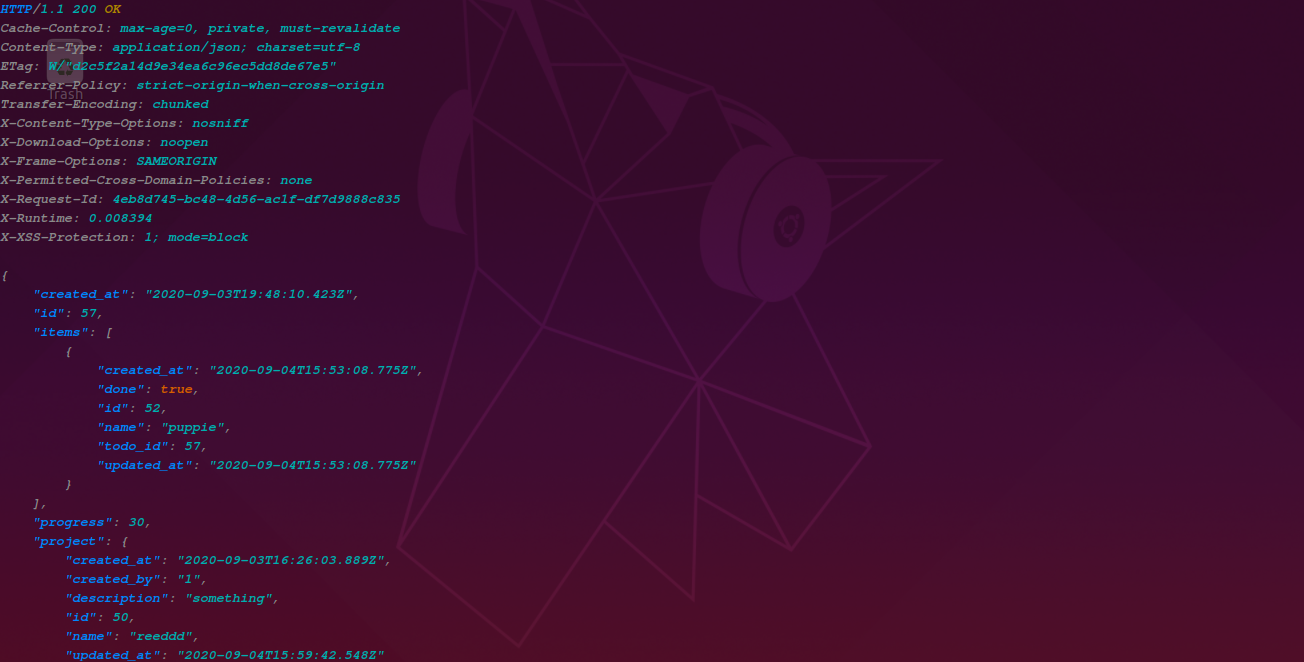 HTTP/1.1 200 OK
Cache-Control: max-age=0, private, must-revalidate
Content-Type: application/json; charset=utf-8
ETag: W/"d2c5f2a14d9e34ea6c96ec5dd8de67e5"
Referrer-Policy: strict-origin-when-cross-origin
Trash
Transfer-Encoding: chunked
X-Content-Type-Options: nosniff
X-Download-Options: noopen
X-Frame-Options: SAMEORIGIN
X-Permitted-Cross-Domain-Policies: none
X-Request-Id: 4eb8d745-bc48-4d56-ac1f-df7d9888c835
X-Runtime: 0.008394
X-XSS-Protection: 1; mode=block
{
    "created_at": "2020-09-03T19:48:10.423Z",
    "id": 57,
    "items": [
        {
            "created_at": "2020-09-04T15:53:08.775Z",
            "done": true,
            "id": 52,
            "name": "puppie",
            "todo_id": 57,
            "updated_at": "2020-09-04T15:53:08.775Z"
        }
    ],
    "progress": 30,
    "project": {
        "created_at": "2020-09-03T16:26:03.889Z",
        "created_by": "1",
        "description": "something",
        "id": 50,
        "name": "reeddd",
        "updated_at": "2020-09-04T15:59:42.548Z"